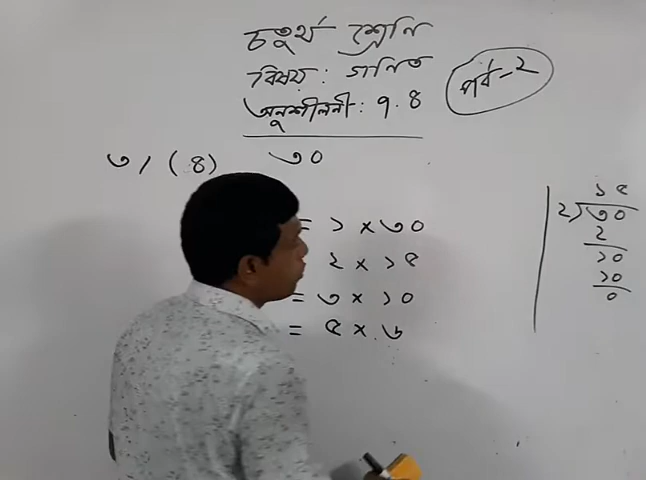 চতুর্থ শ্রেনি
বিষয় : গনিত
অনুশীলনী : ৭.৪
পর্ব - ২
৩/ (৪) ৩০
= ১ × ৩০
২ × ১৫
= ৩ × ১০
= ৫ × ৬
১৫
২) ৩০
২
১০
১০
০